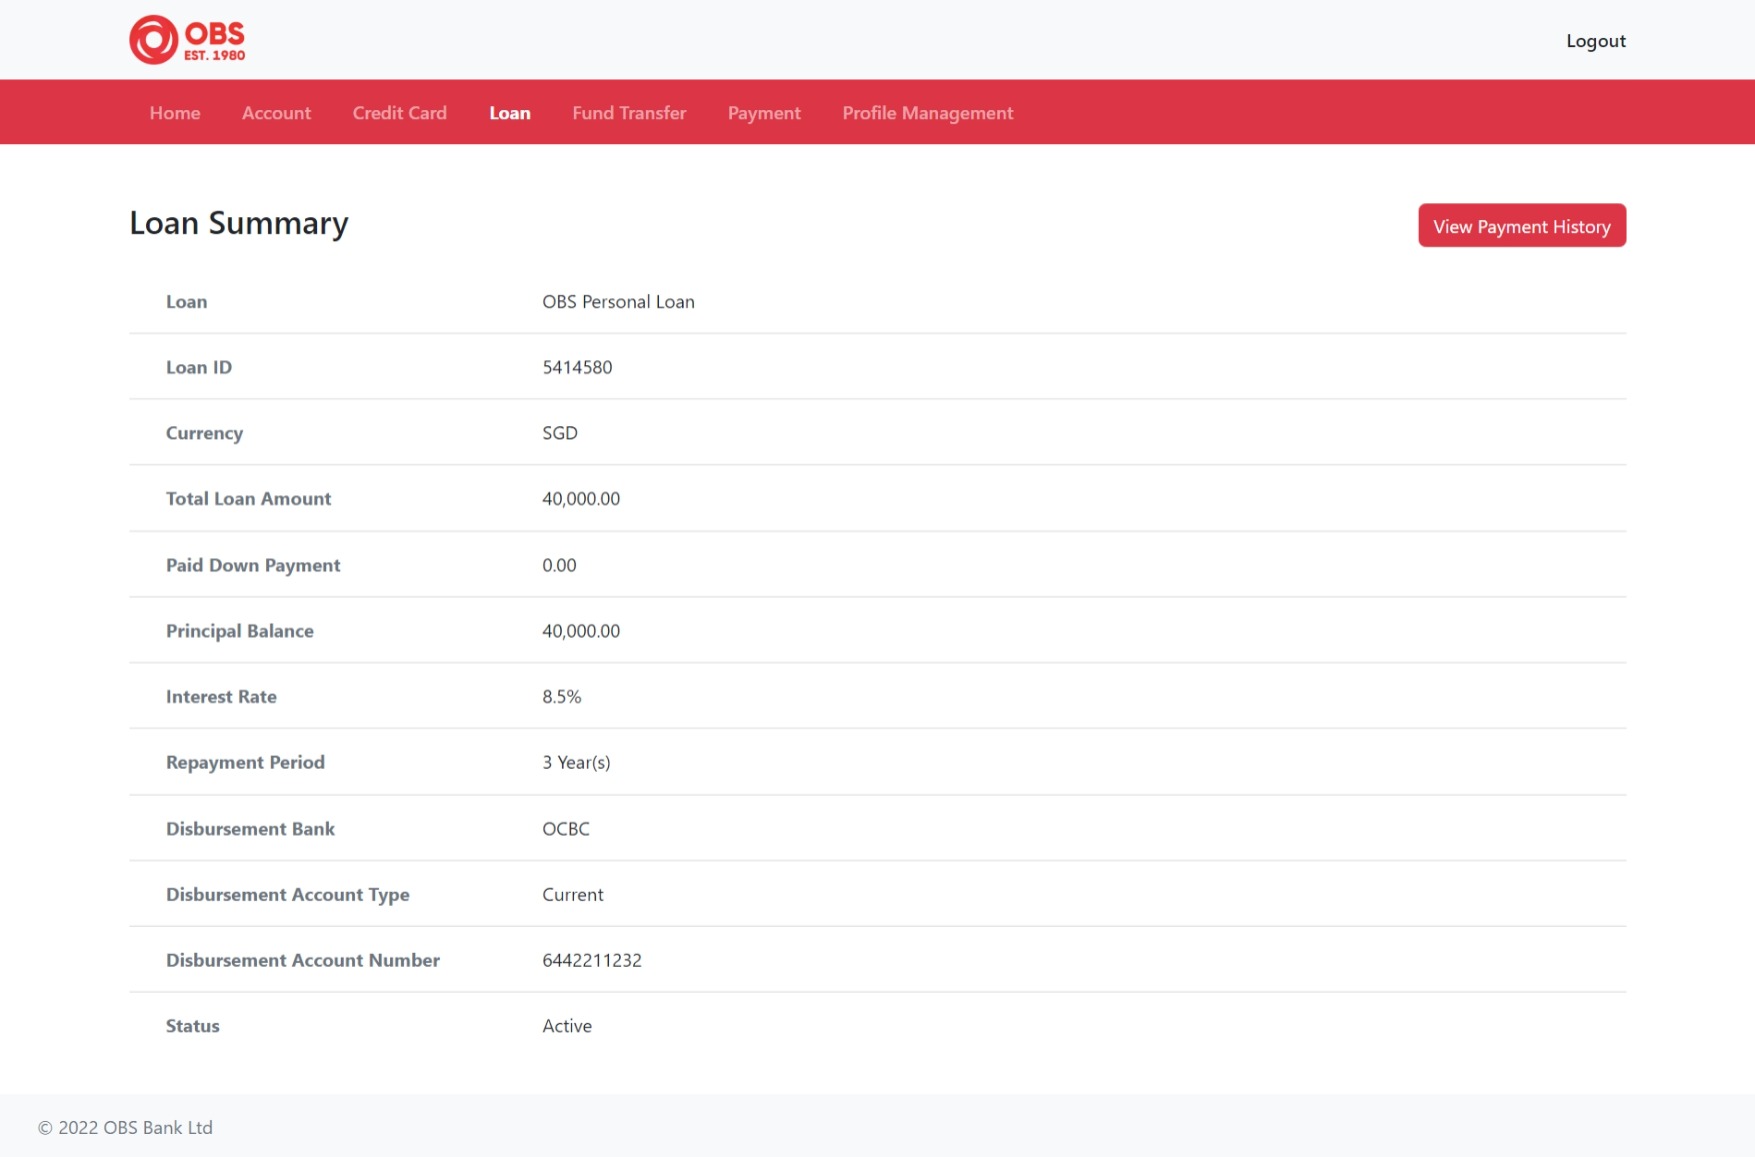 OBS
EST. 1980
Logout
Home Account Credit Card Loan Fund Transfer Payment Profile Management
Loan Summary
View Payment History
Loan OBS Personal Loan
Loan ID 5414580
Currency SGD
Total Loan Amount 40,000.00
Paid Down Payment 0.00
Principal Balance 40,000.00
Interest Rate 8.5%
Repayment Period 3 Year(s)
Disbursement Bank OCBC
Disbursement Account Type Current
Disbursement Account Number 6442211232
Status Active
© 2022 OBS Bank Ltd